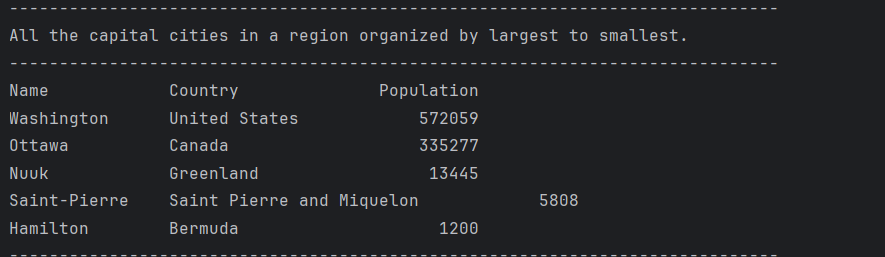 -----------------------------------------------------------------------------
All the capital cities in a region organized by largest to smallest.
-----------------------------------------------------------------------------
Name            Country              Population
Washington      United States            572059
Ottawa          Canada                   335277
Nuuk            Greenland                 13445
Saint-Pierre    Saint Pierre and Miquelon            5808
Hamilton        Bermuda                    1200
-----------------------------------------------------------------------------